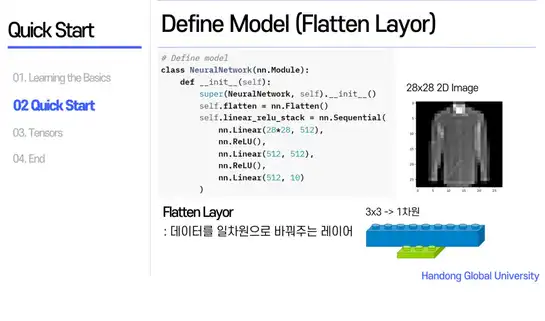 Quick Start
01. Learning the Basics
02 Quick Start
03. Tensors
04. End
Define Model (Flatten Layor)
# Define model
class NeuralNetwork(nn.Module):
def __init__(self):
super(NeuralNetwork, self).__init__()
self.flatten = nn.Flatten()
self.linear_relu_stack = nn.Sequential(
nn.Linear(28*28, 512),
nn.ReLU(),
nn.Linear(512, 512),
nn.ReLU(),
nn.Linear(512, 10)
)
28x28 2D Image
Flatten Layor
: 데이터를 일차원으로 바꿔주는 레이어
3x3 -> 1차원
Handong Global University